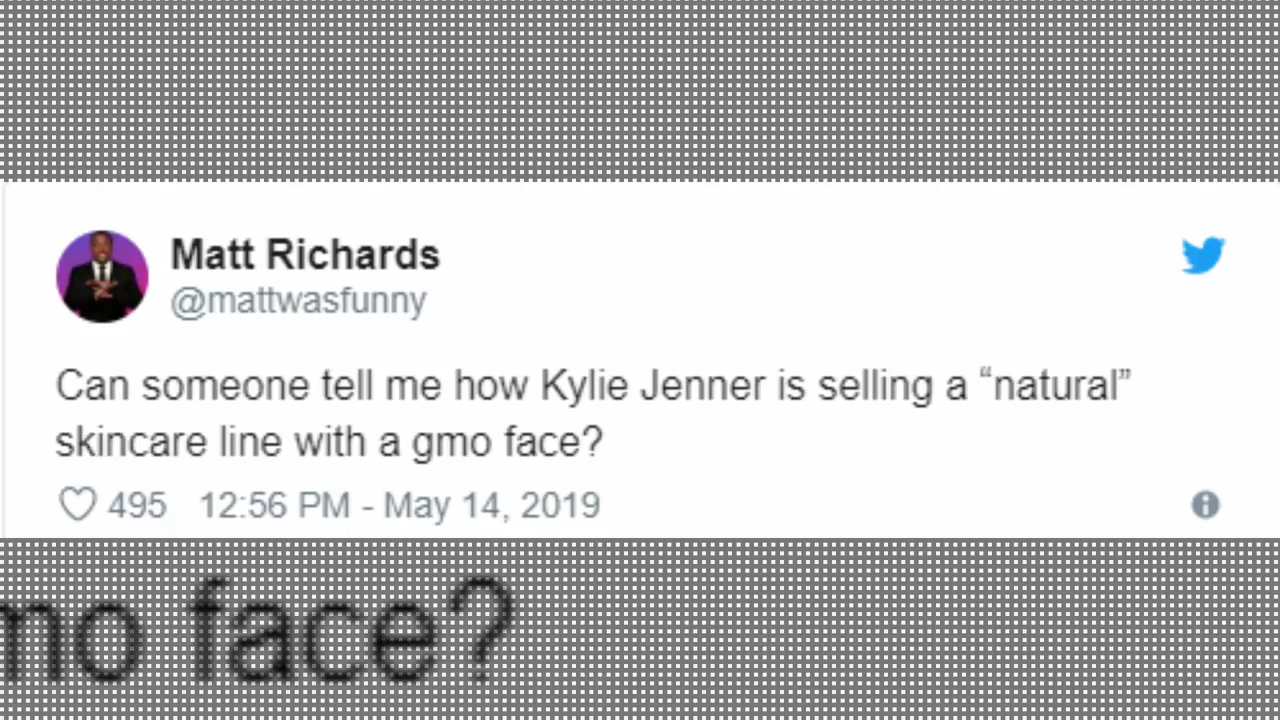 Matt Richards
@mattwasfunny
Can someone tell me how Kylie Jenner is selling a “natural”
skincare line with a gmo face?
495 12:56 PM - May 14, 2019
mo face?